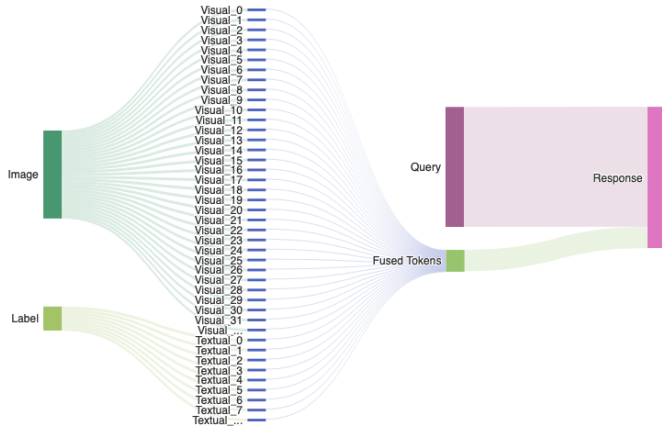 Visual_0
Visual_1
Visual_2
Visual_3
Visual_4
Visual_5
Visual_6
Visual_7
Visual_8
Visual_9
Visual_10
Visual_11
Visual_12
Visual_13
Visual_14
Visual_15
Visual_16
Visual_17
Visual_18
Visual_19
Visual_20
Visual_21
Visual_22
Visual_23
Visual_24
Visual_25
Visual_26
Visual_27
Visual_28
Visual_29
Visual_30
Visual_31
Visual_...
Textual_0
Textual_1
Textual_2
Textual_3
Textual_4
Textual_5
Textual_6
Textual_7
Textual_...
Image
Label
Query
Fused Tokens
Response